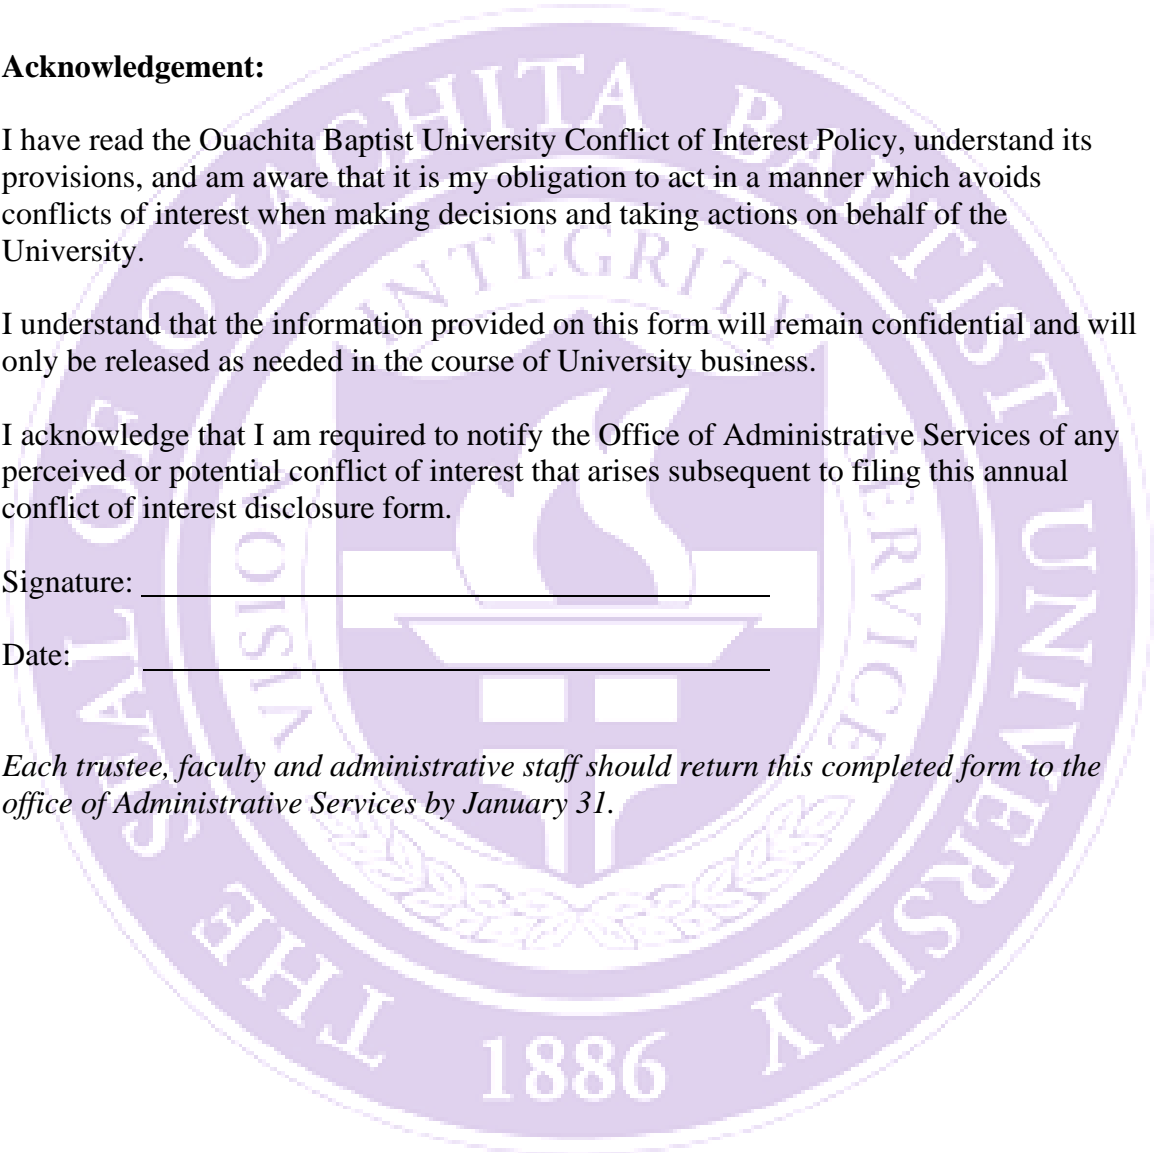 Acknowledgement:
I have read the Ouachita Baptist University Conflict of Interest Policy, understand its
provisions, and am aware that it is my obligation to act in a manner which avoids
conflicts of interest when making decisions and taking actions on behalf of the
University.
I understand that the information provided on this form will remain confidential and will
only be released as needed in the course of University business.
I acknowledge that I am required to notify the Office of Administrative Services of any
perceived or potential conflict of interest that arises subsequent to filing this annual
conflict of interest disclosure form.
Signature:
Date:
Each trustee, faculty and administrative staff should return this completed form to the
office of Administrative Services by January 31.
THE SEAL OF OUACHITA BAPTIST UNIVERSITY
VISION INTEGRITY SERVICE
1886